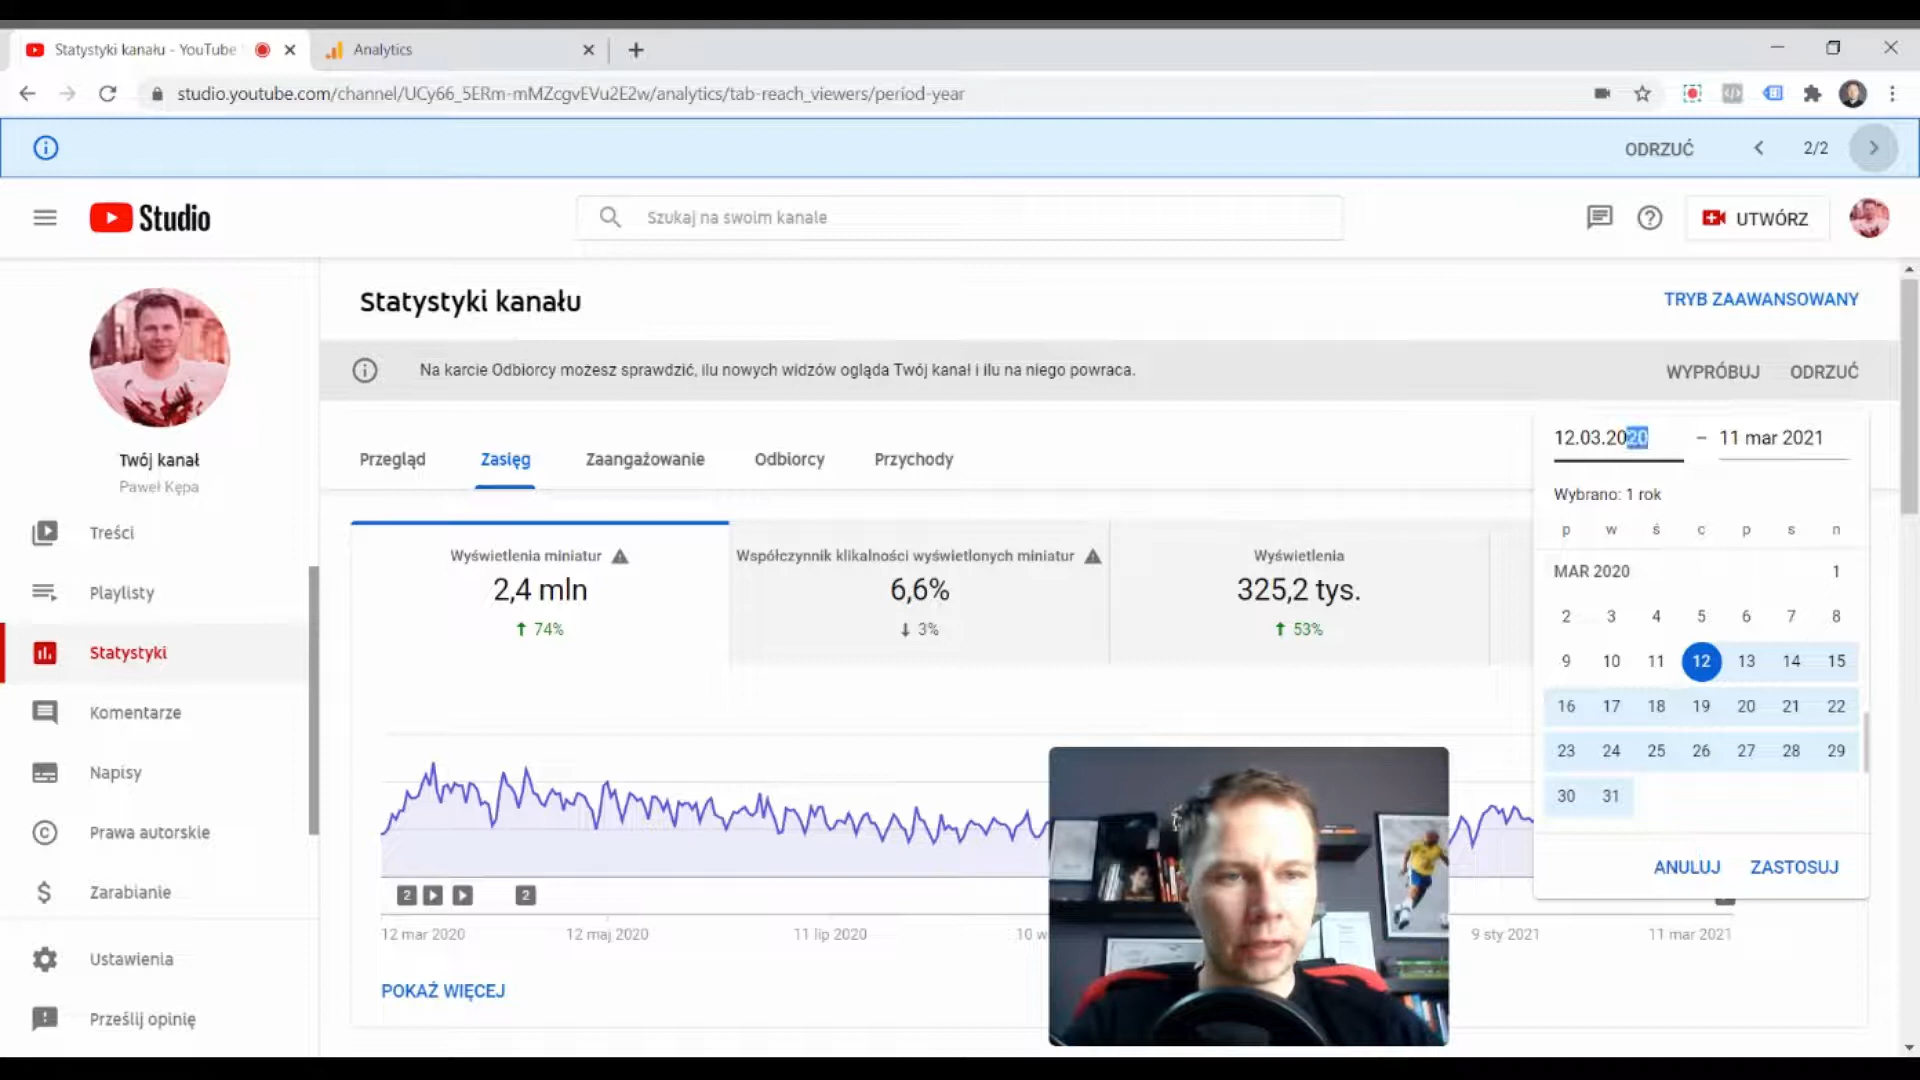 Statystyki kanału - YouTube
Analytics
studio.youtube.com/channel/UCy66_5ERm-mMZcgvEVu2E2w/analytics/tab-reach_viewers/period-year
ODRZUĆ
2/2
Studio
Szukaj na swoim kanale
UTWÓRZ
Statystyki kanału
TRYB ZAAWANSOWANY
Na karcie Odbiorcy możesz sprawdzić, ilu nowych widzów ogląda Twój kanał i ilu na niego powraca.
WYPRÓBUJ
ODRZUĆ
Twój kanał
Paweł Kępa
Treści
Playlisty
Statystyki
Komentarze
Napisy
Prawa autorskie
Zarabianie
Ustawienia
Prześlij opinię
Przegląd
Zasięg
Zaangażowanie
Odbiorcy
Przychody
Wyświetlenia miniatur
2,4 mln
74%
Współczynnik klikalności wyświetlonych miniatur
6,6%
3%
Wyświetlenia
325,2 tys.
53%
2
2
12 mar 2020
12 maj 2020
11 lip 2020
10 w
9 sty 2021
11 mar 2021
POKAŻ WIĘCEJ
12.03.2020 – 11 mar 2021
Wybrano: 1 rok
p w ś c p s n
MAR 2020 1
2 3 4 5 6 7 8
9 10 11 12 13 14 15
16 17 18 19 20 21 22
23 24 25 26 27 28 29
30 31
ANULUJ
ZASTOSUJ